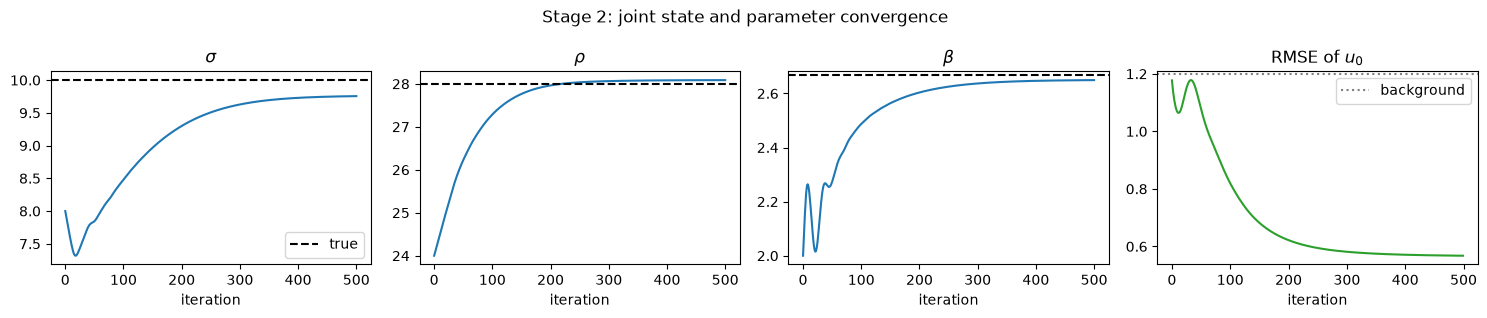 Stage 2: joint state and parameter convergence
σ
10.0
9.5
9.0
8.5
8.0
7.5
true
0 100 200 300 400 500
iteration
ρ
28
27
26
25
24
0 100 200 300 400 500
iteration
β
2.6
2.4
2.2
2.0
0 100 200 300 400 500
iteration
RMSE of u₀
1.2
1.0
0.8
0.6
background
0 100 200 300 400 500
iteration